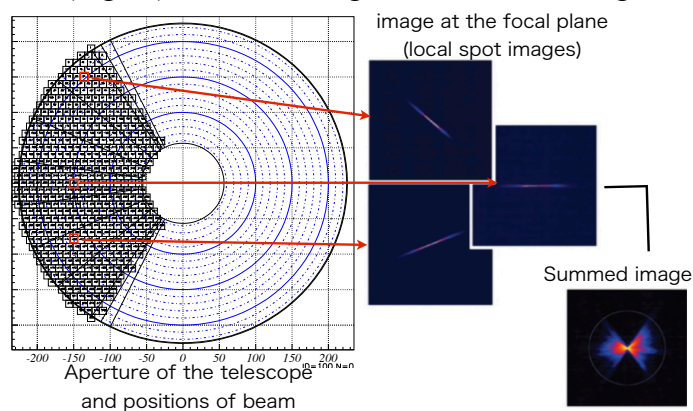 image at the focal plane
(local spot images)
Summed image
-200 -150 -100 -50 0 50 100 150 200
ID=100 N=0
Aperture of the telescope
and positions of beam